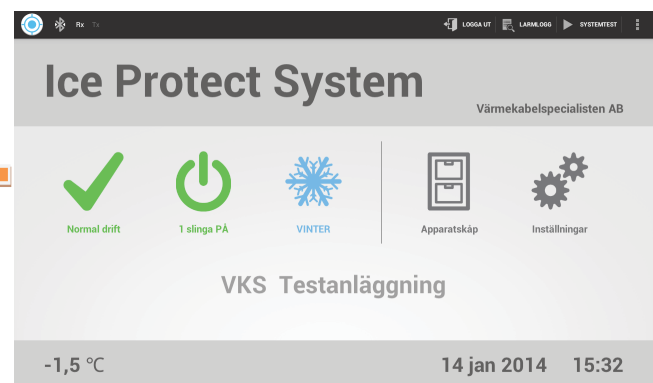 Rx Tx LOGGA UT LARMLOGG SYSTEMTEST
Ice Protect System
Värmekabelspecialisten AB
Normal drift 1 slinga PÅ VINTER Apparatskåp Inställningar
VKS Testanläggning
-1,5 °C 14 jan 2014 15:32